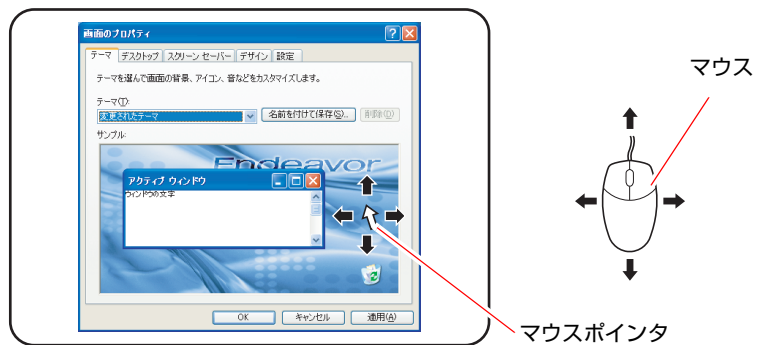 画面のプロパティ
テーマ デスクトップ スクリーン セーバー デザイン 設定
テーマを選んで画面の背景、アイコン、音などをカスタマイズします。
テーマ(T):
変更されたテーマ 名前を付けて保存(S)... 削除(D)
サンプル:
Endeavor
アクティブ ウィンドウ
ウィンドウの文字
OK キャンセル 適用(A)
マウス
マウスポインタ